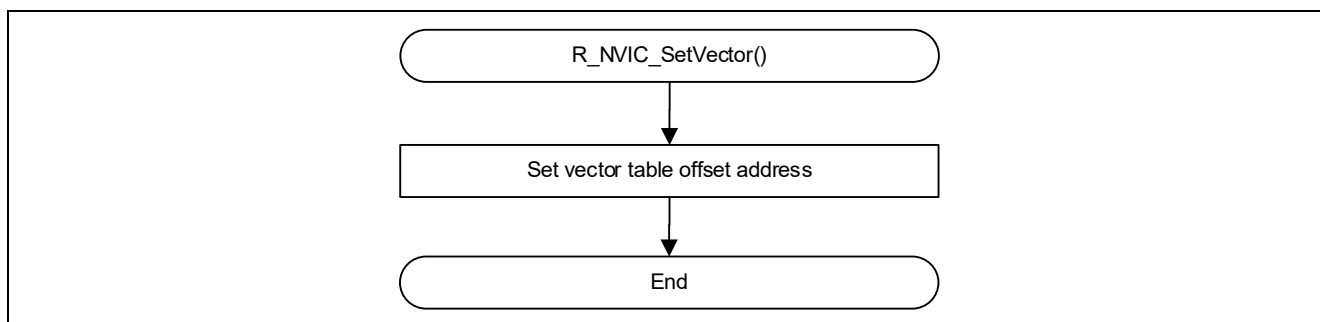 R_NVIC_SetVector()
Set vector table offset address
End